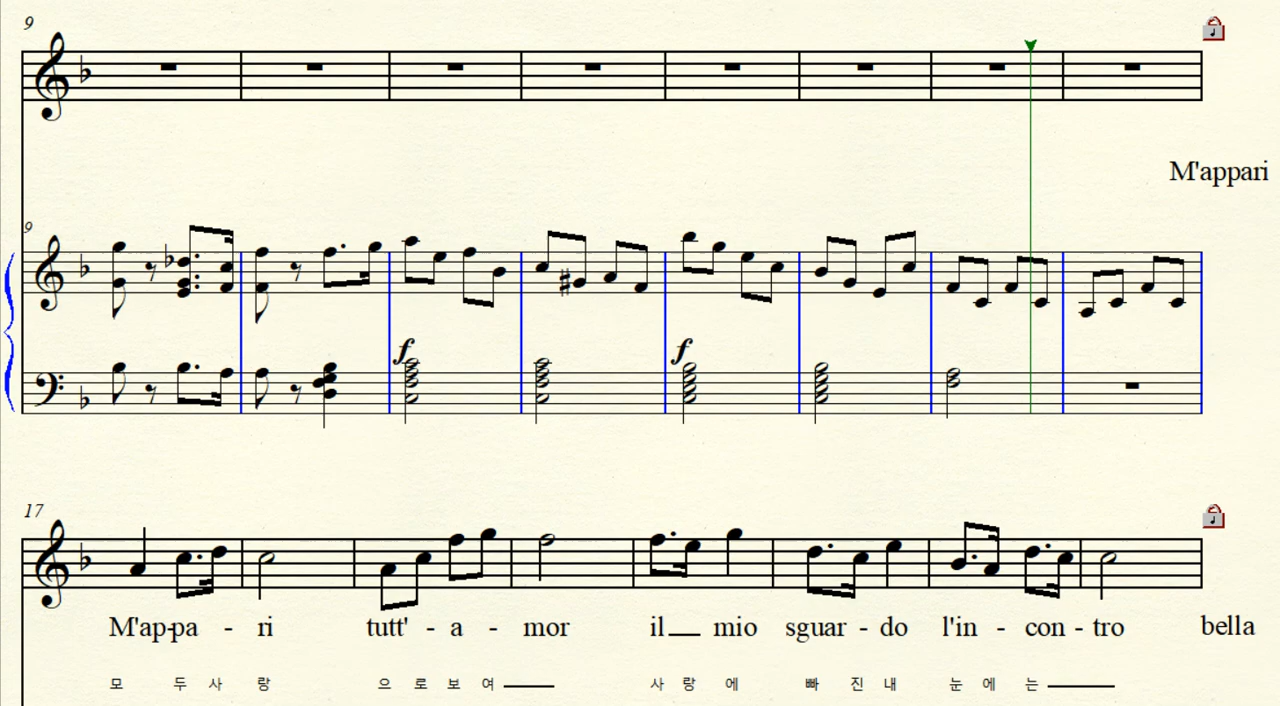 9
M'appari
9
f f
17
M'ap-pa - ri tutt' - a - mor il mio sguar - do l'in - con - tro bella
모 두 사 랑 으 로 보 여 사 랑 에 빠 진 내 눈 에 는